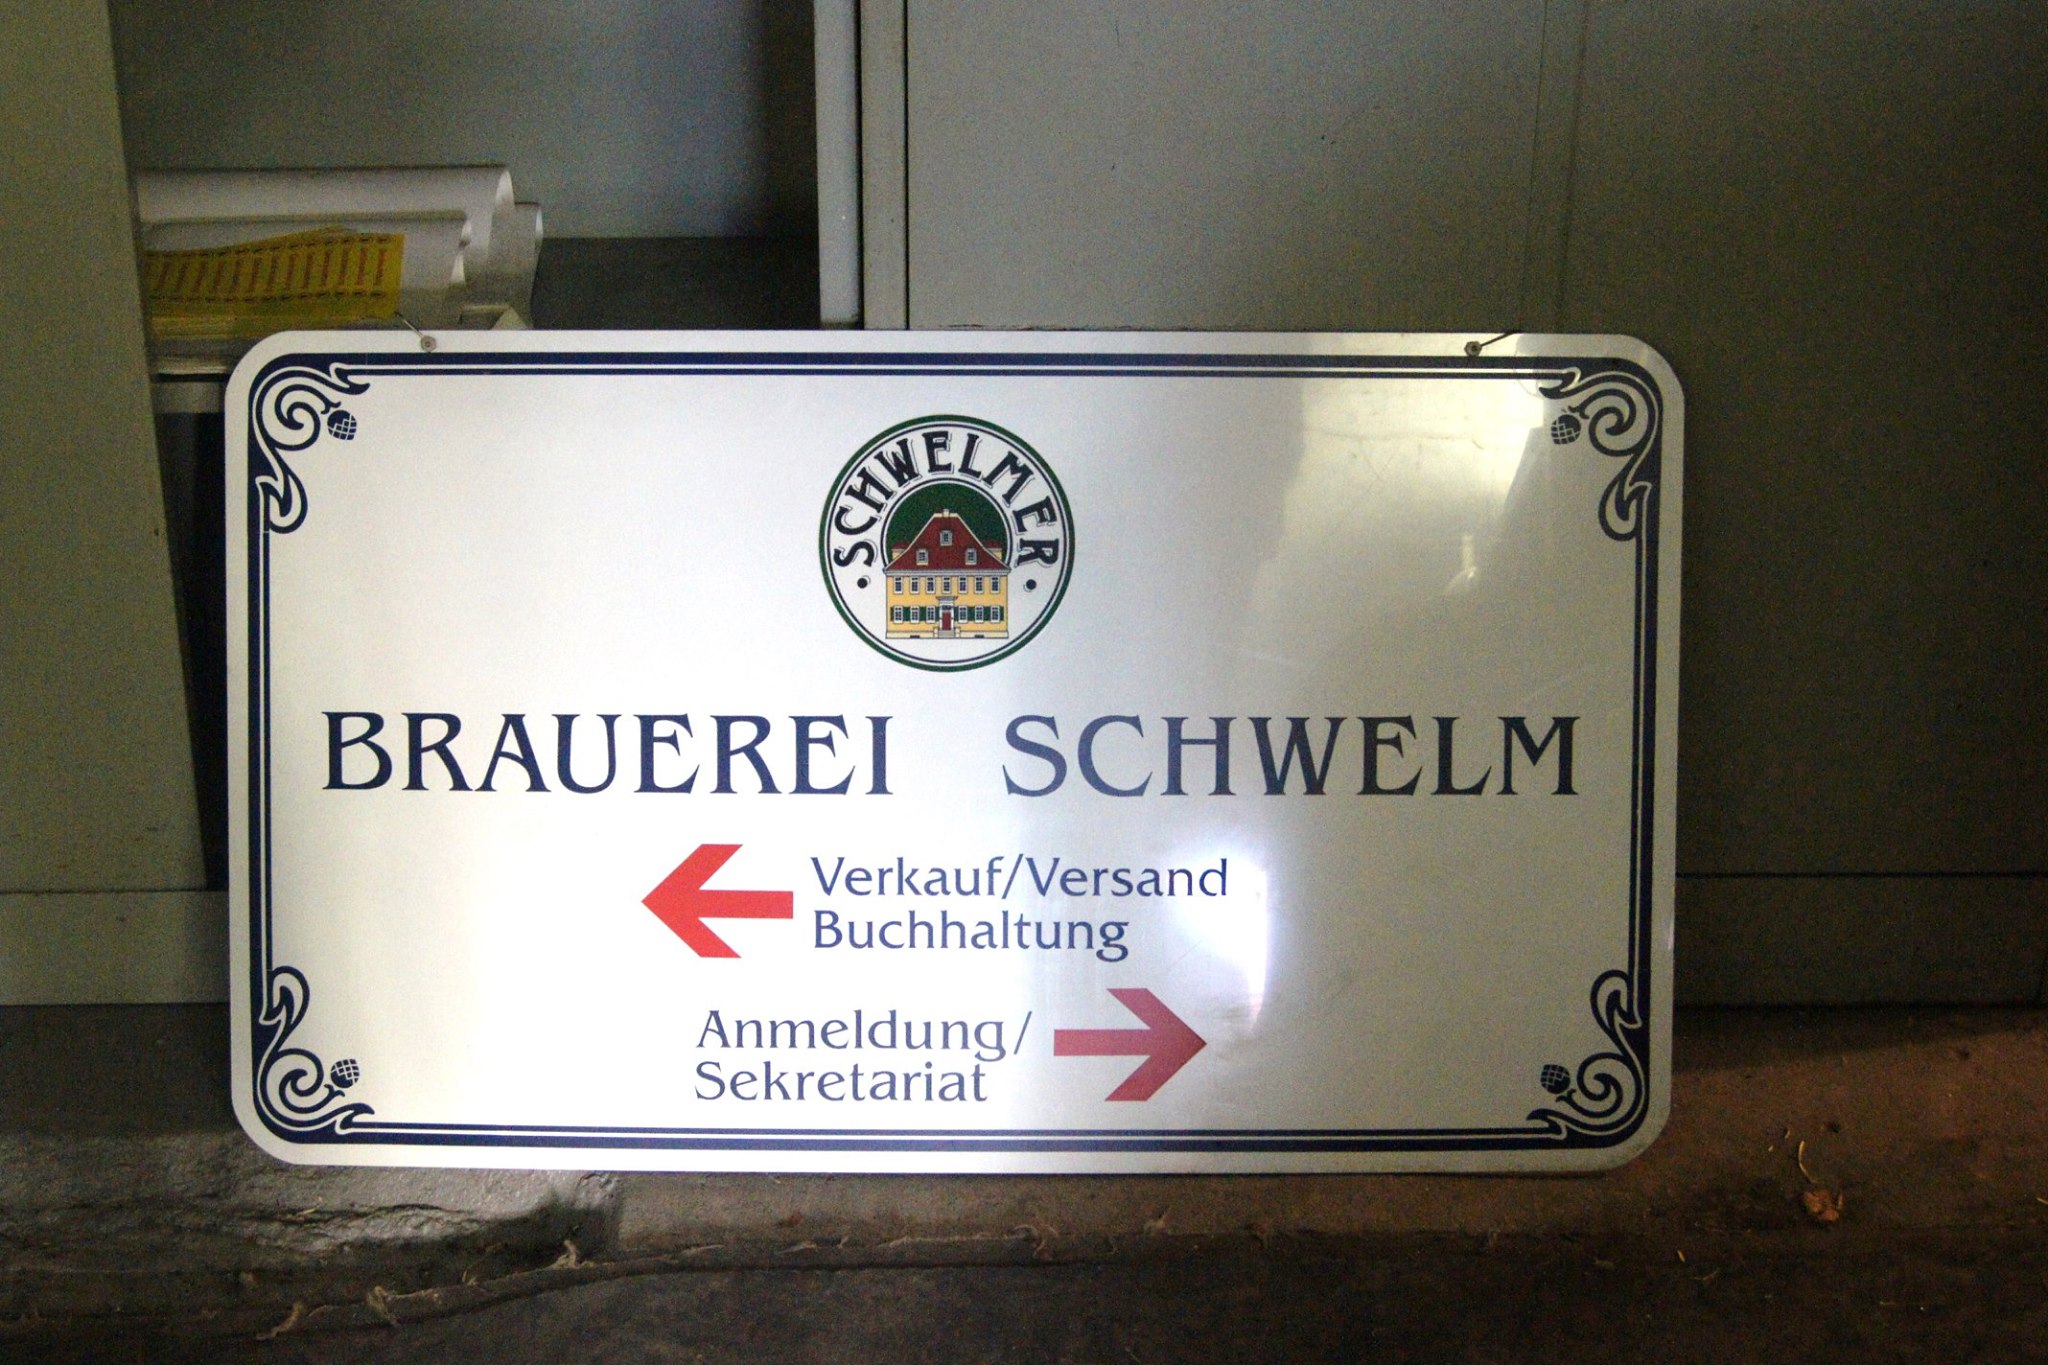 SCHWELMER
BRAUEREI SCHWELM
Verkauf/Versand
Buchhaltung
Anmeldung/
Sekretariat